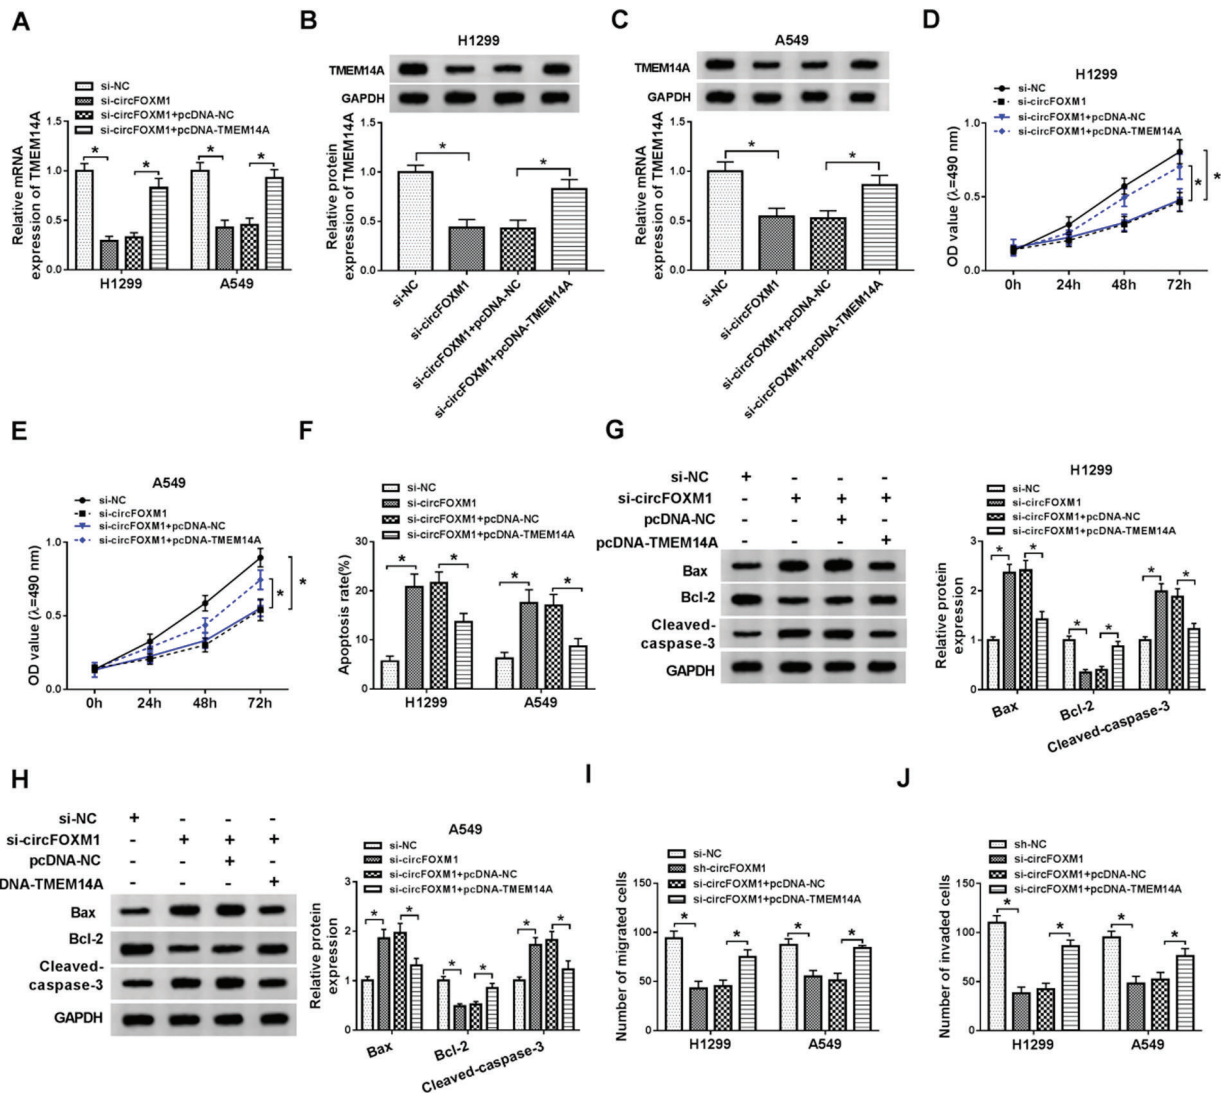 A
si-NC
si-circFOXM1
si-circFOXM1+pcDNA-NC
si-circFOXM1+pcDNA-TMEM14A
Relative mRNA
expression of TMEM14A
1.5
1.0
0.5
0.0
* * * *
H1299 A549
B
H1299
TMEM14A
GAPDH
Relative protein
expression of TMEM14A
1.5
1.0
0.5
0.0
* *
si-NC
si-circFOXM1
si-circFOXM1+pcDNA-NC
si-circFOXM1+pcDNA-TMEM14A
C
A549
TMEM14A
GAPDH
Relative mRNA
expression of TMEM14A
1.5
1.0
0.5
0.0
* *
si-NC
si-circFOXM1
si-circFOXM1+pcDNA-NC
si-circFOXM1+pcDNA-TMEM14A
D
H1299
si-NC
si-circFOXM1
si-circFOXM1+pcDNA-NC
si-circFOXM1+pcDNA-TMEM14A
OD value (λ=490 nm)
1.0
0.5
0.0
* *
0h 24h 48h 72h
E
A549
si-NC
si-circFOXM1
si-circFOXM1+pcDNA-NC
si-circFOXM1+pcDNA-TMEM14A
OD value (λ=490 nm)
1.0
0.5
0.0
* *
0h 24h 48h 72h
F
si-NC
si-circFOXM1
si-circFOXM1+pcDNA-NC
si-circFOXM1+pcDNA-TMEM14A
Apoptosis rate(%)
30
20
10
0
* * * *
H1299 A549
G
si-NC + - - -
si-circFOXM1 - + + +
pcDNA-NC - - + -
pcDNA-TMEM14A - - - +
Bax
Bcl-2
Cleaved-
caspase-3
GAPDH
H1299
si-NC
si-circFOXM1
si-circFOXM1+pcDNA-NC
si-circFOXM1+pcDNA-TMEM14A
Relative protein
expression
3
2
1
0
* * * * * *
Bax Bcl-2 Cleaved-caspase-3
H
si-NC + - - -
si-circFOXM1 - + + +
pcDNA-NC - - + -
DNA-TMEM14A - - - +
Bax
Bcl-2
Cleaved-
caspase-3
GAPDH
A549
si-NC
si-circFOXM1
si-circFOXM1+pcDNA-NC
si-circFOXM1+pcDNA-TMEM14A
Relative protein
expression
3
2
1
0
* * * * * *
Bax Bcl-2 Cleaved-caspase-3
I
si-NC
sh-circFOXM1
si-circFOXM1+pcDNA-NC
si-circFOXM1+pcDNA-TMEM14A
Number of migrated cells
150
100
50
0
* * * *
H1299 A549
J
sh-NC
si-circFOXM1
si-circFOXM1+pcDNA-NC
si-circFOXM1+pcDNA-TMEM14A
Number of invaded cells
150
100
50
0
* * * *
H1299 A549